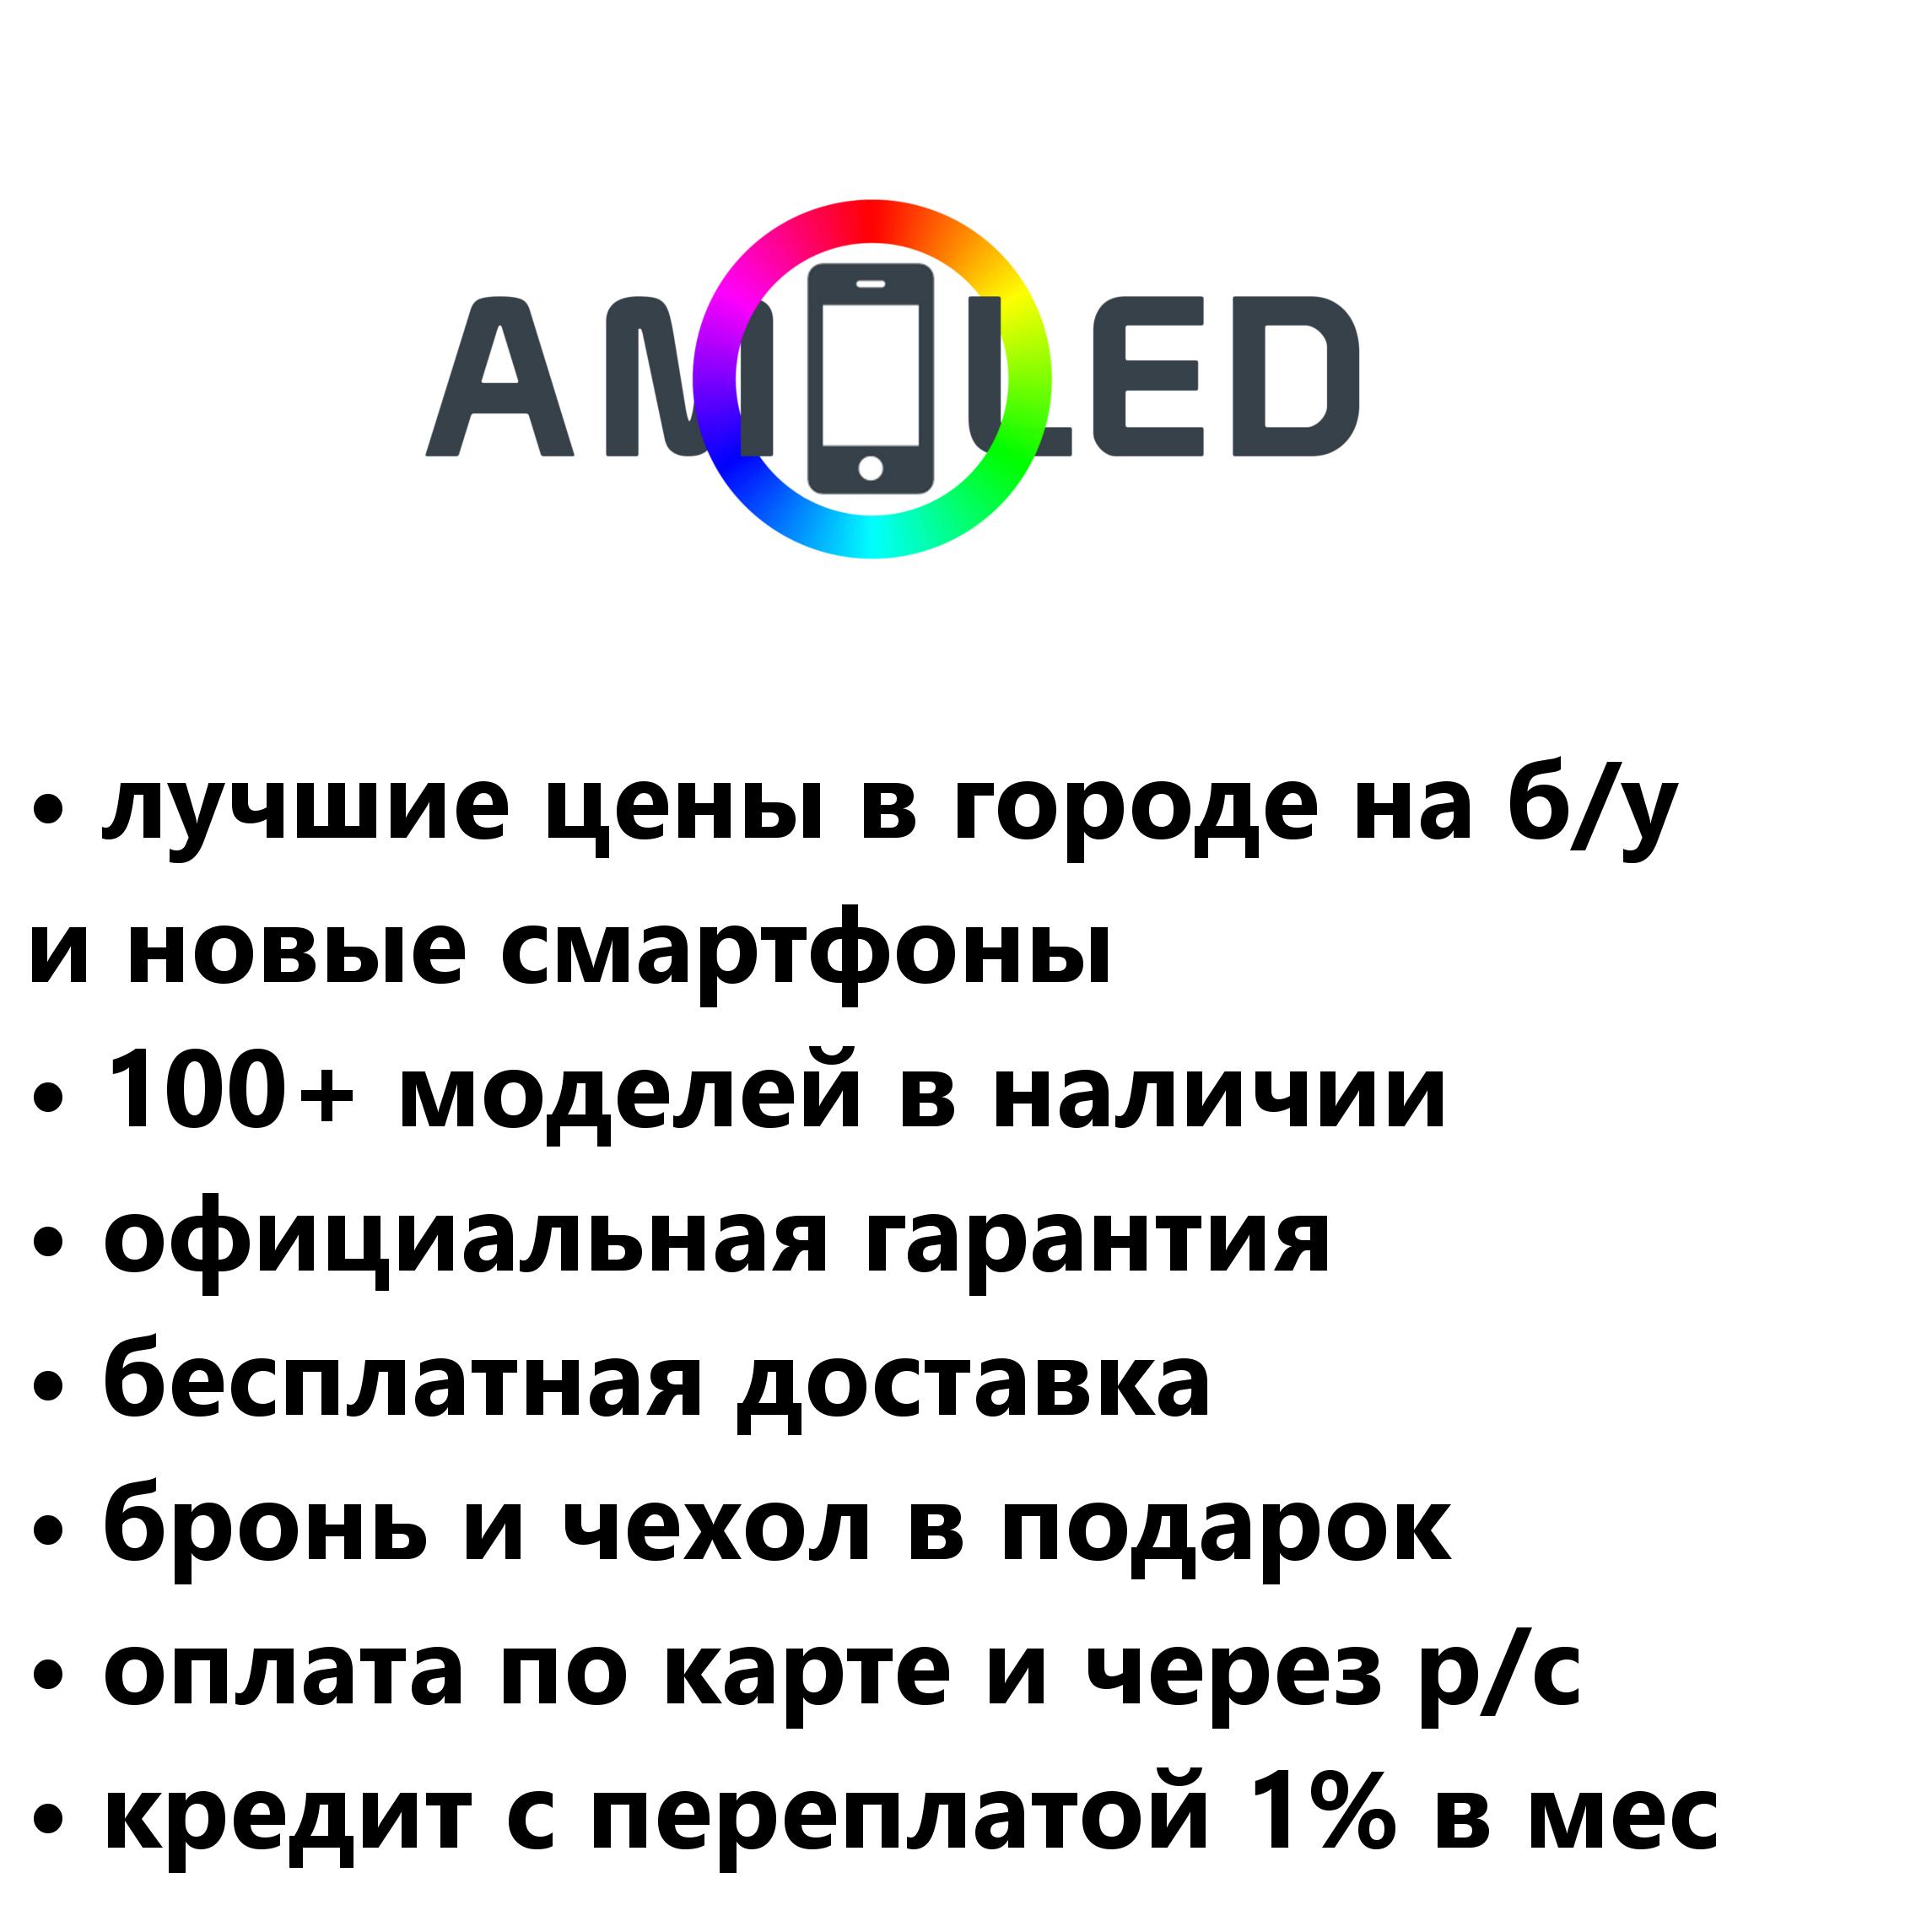 AMOLED
• лучшие цены в городе на б/у
и новые смартфоны
• 100+ моделей в наличии
• официальная гарантия
• бесплатная доставка
• бронь и чехол в подарок
• оплата по карте и через р/с
• кредит с переплатой 1% в мес